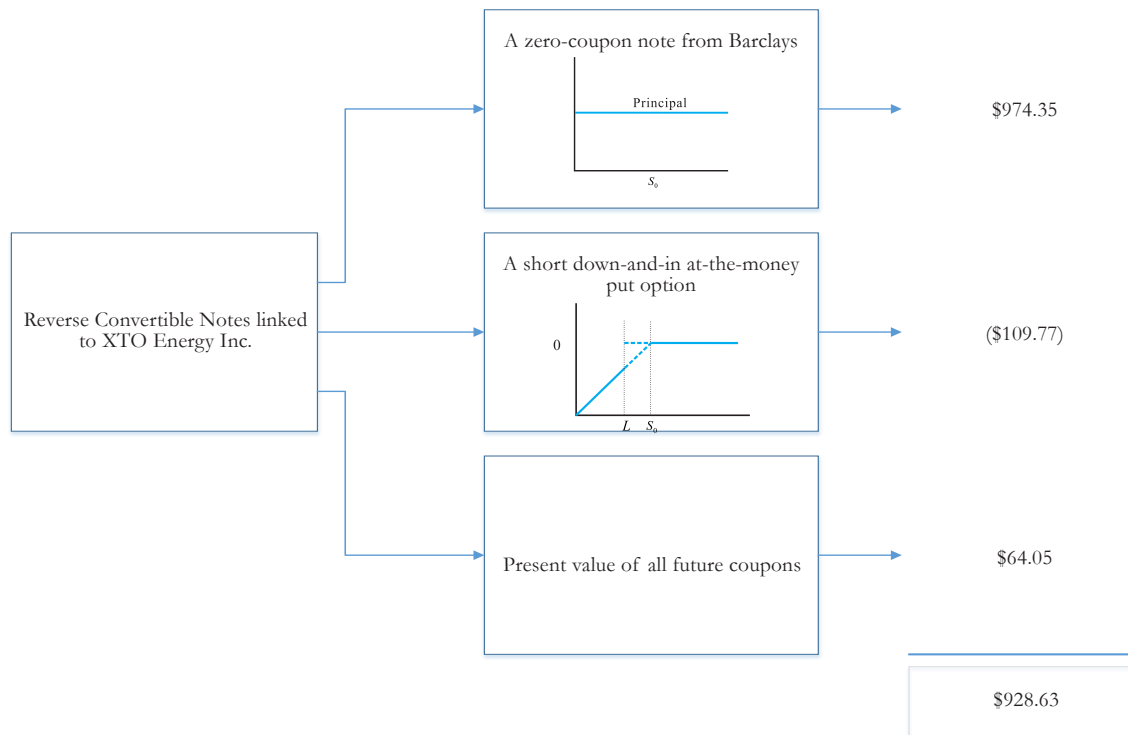 A zero-coupon note from Barclays
Principal
S₀
$974.35
Reverse Convertible Notes linked
to XTO Energy Inc.
A short down-and-in at-the-money
put option
0
L S₀
($109.77)
Present value of all future coupons
$64.05
$928.63